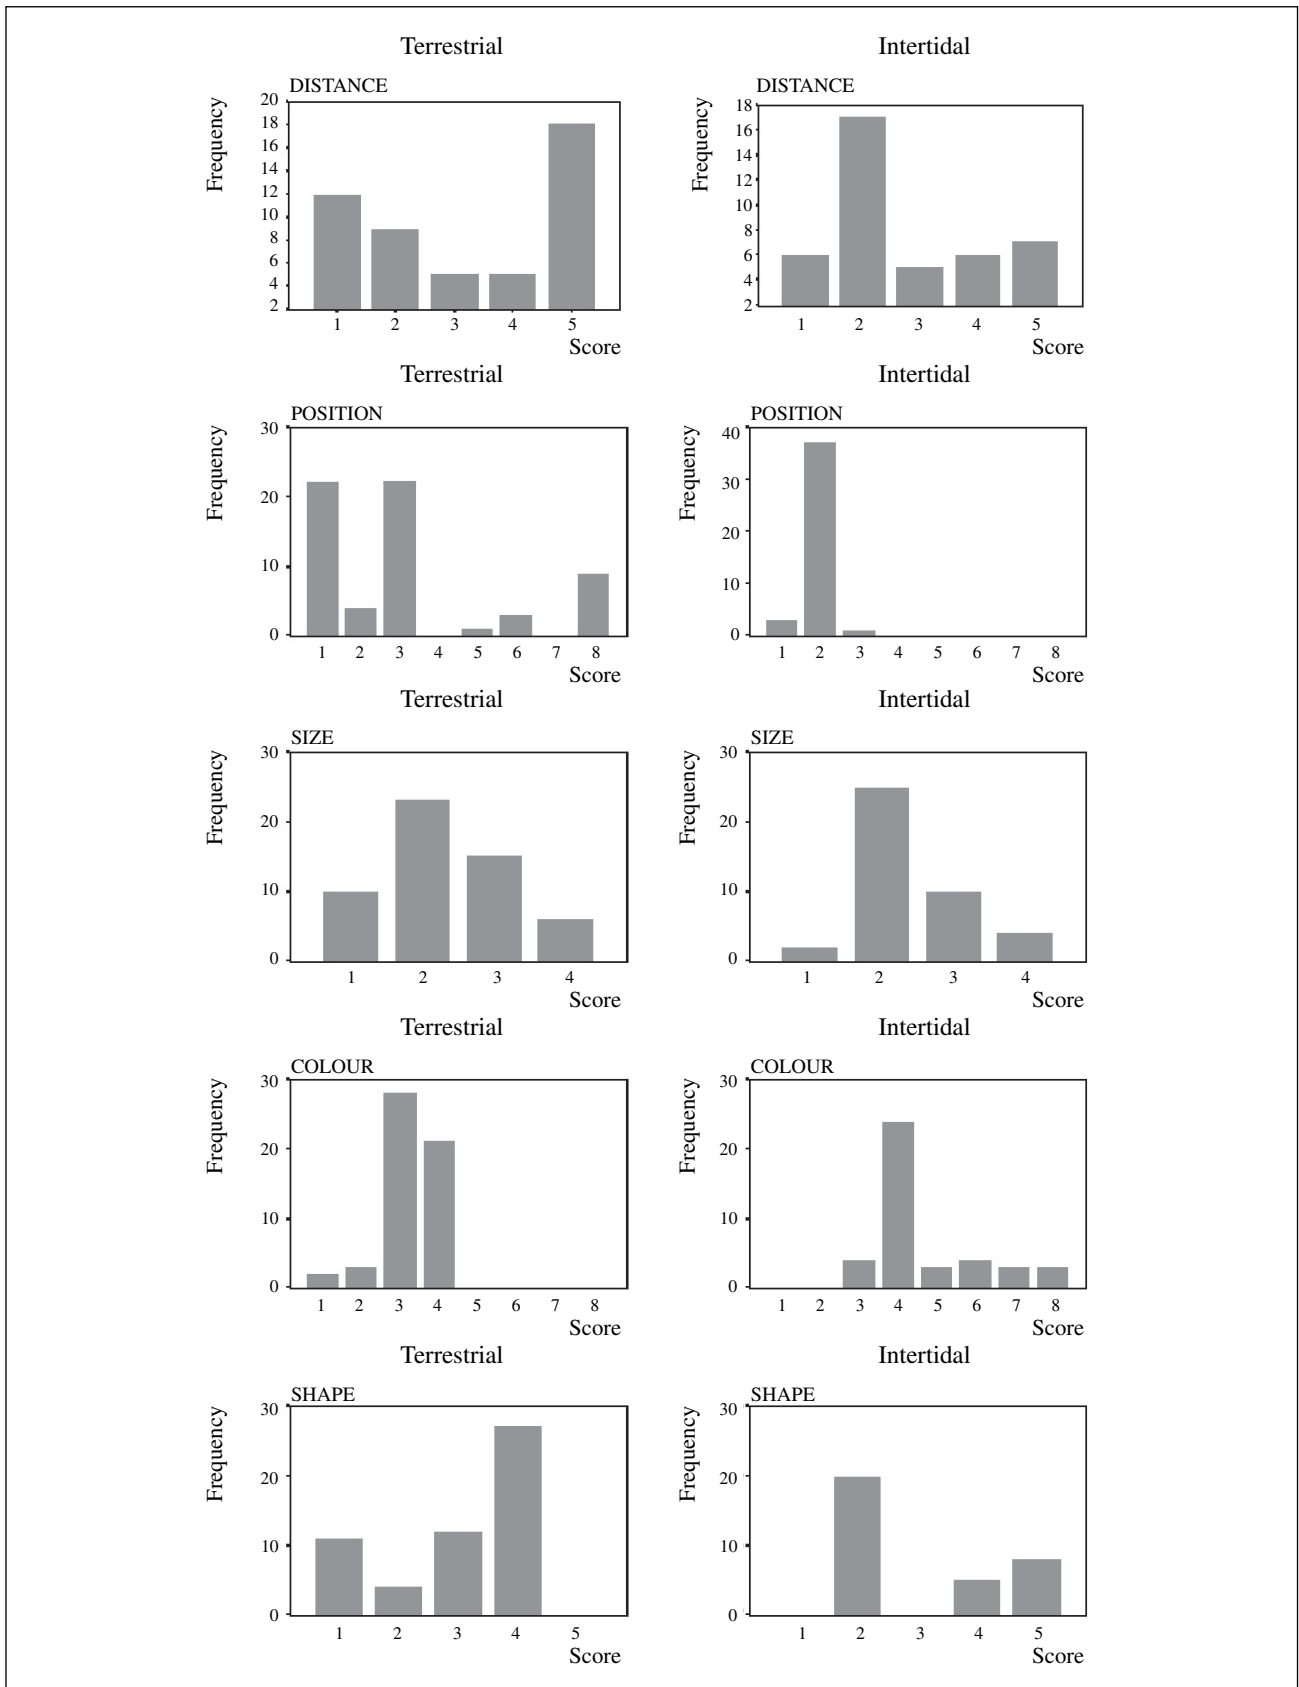 Terrestrial
DISTANCE
Frequency
20
18
16
14
12
10
8
6
4
2
1 2 3 4 5
Score
Intertidal
DISTANCE
Frequency
18
16
14
12
10
8
6
4
2
1 2 3 4 5
Score
Terrestrial
POSITION
Frequency
30
20
10
0
1 2 3 4 5 6 7 8
Score
Intertidal
POSITION
Frequency
40
30
20
10
0
1 2 3 4 5 6 7 8
Score
Terrestrial
SIZE
Frequency
30
20
10
0
1 2 3 4
Score
Intertidal
SIZE
Frequency
30
20
10
0
1 2 3 4
Score
Terrestrial
COLOUR
Frequency
30
20
10
0
1 2 3 4 5 6 7 8
Score
Intertidal
COLOUR
Frequency
30
20
10
0
1 2 3 4 5 6 7 8
Score
Terrestrial
SHAPE
Frequency
30
20
10
0
1 2 3 4 5
Score
Intertidal
SHAPE
Frequency
30
20
10
0
1 2 3 4 5
Score